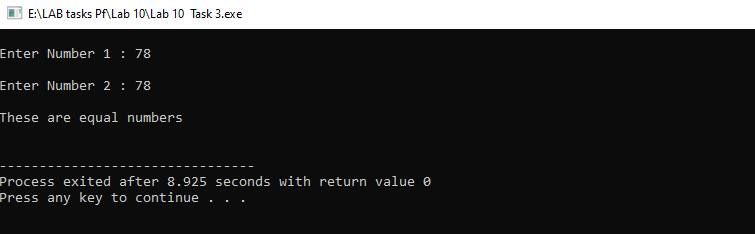 E:\LAB tasks Pf\Lab 10\Lab 10  Task 3.exe
Enter Number 1 : 78
Enter Number 2 : 78
These are equal numbers
--------------------------------
Process exited after 8.925 seconds with return value 0
Press any key to continue . . .